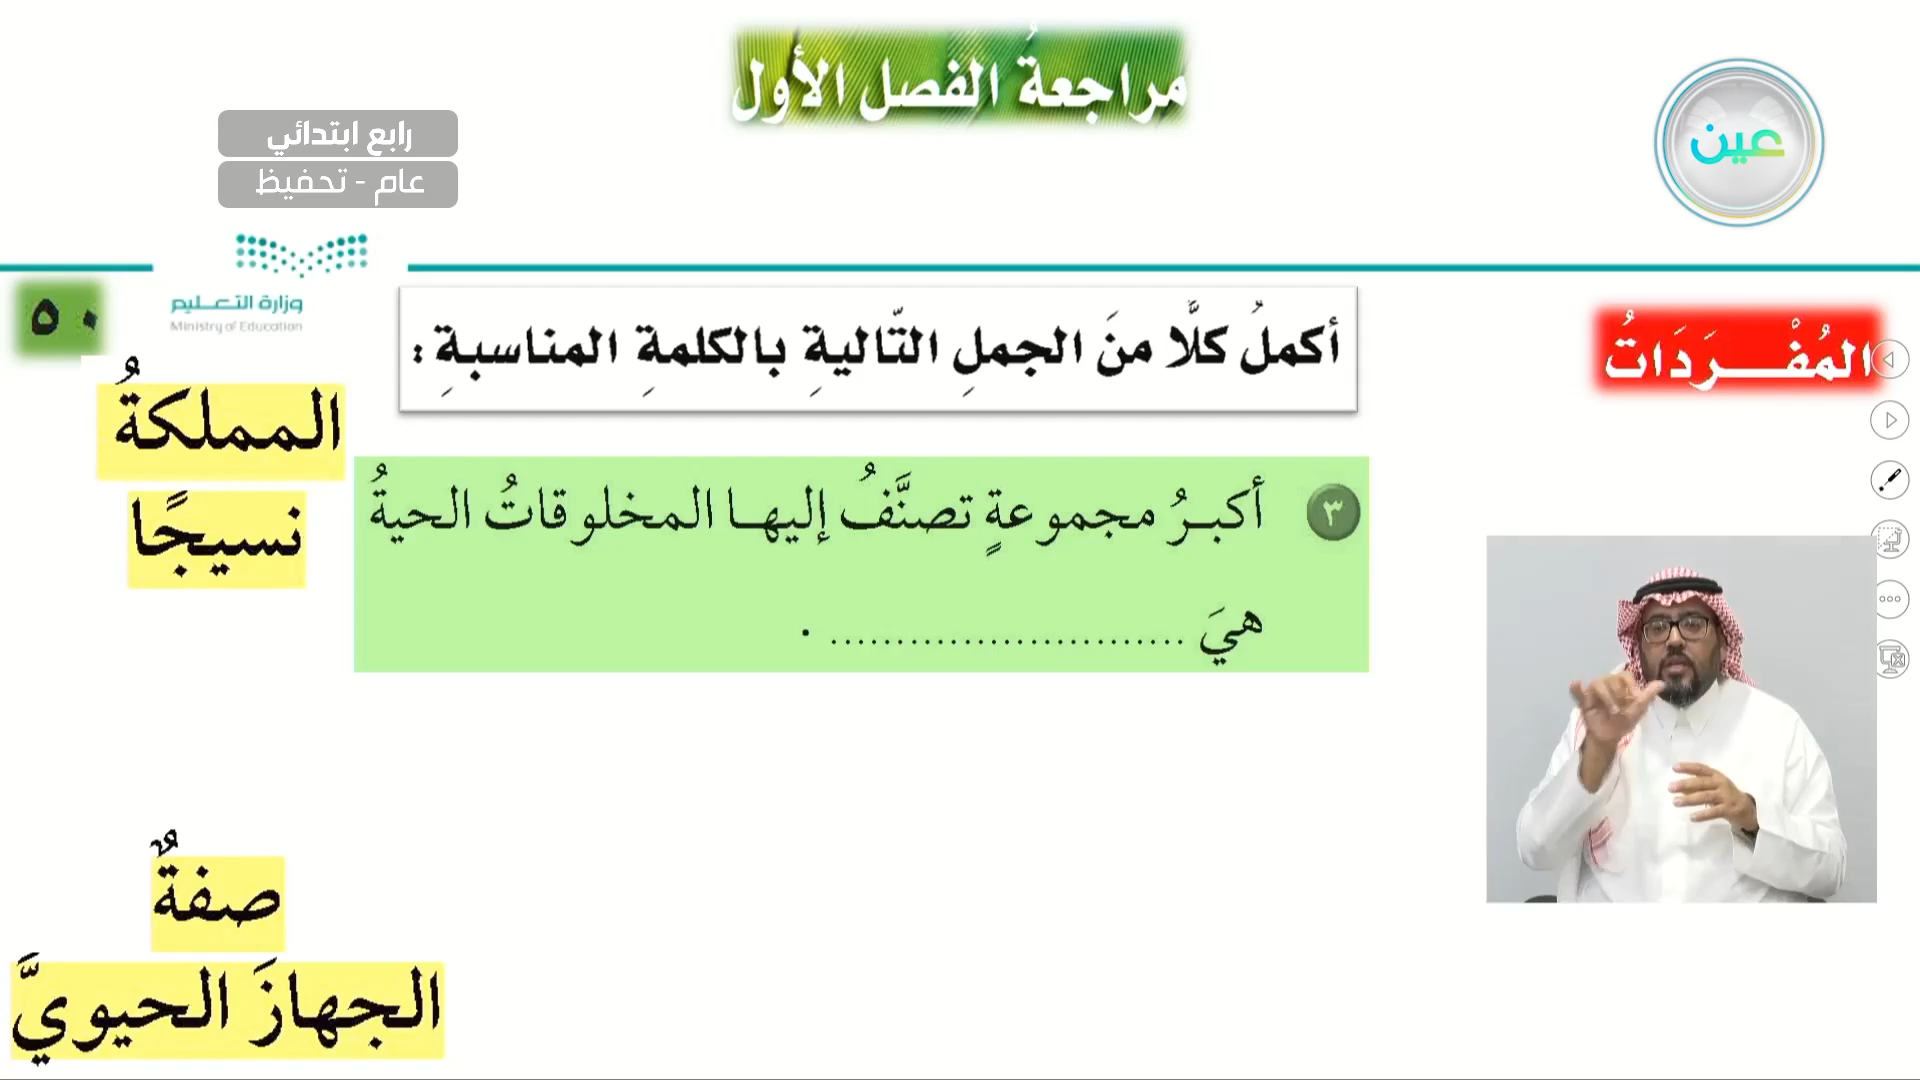 مراجعةُ الفصل الأول
رابع ابتدائي
عام - تحفيظ
عين
وزارة التعليم
Ministry of Education
٥٠
المُفْرَدَاتُ
أكملُ كلًّا منَ الجملِ التّاليةِ بالكلمةِ المناسبةِ :
٣ أكبرُ مجموعةٍ تصنَّفُ إليها المخلوقاتُ الحيةُ
هيَ .......................... .
المملكةُ
نسيجًا
صفةٌ
الجهازَ الحيويَّ